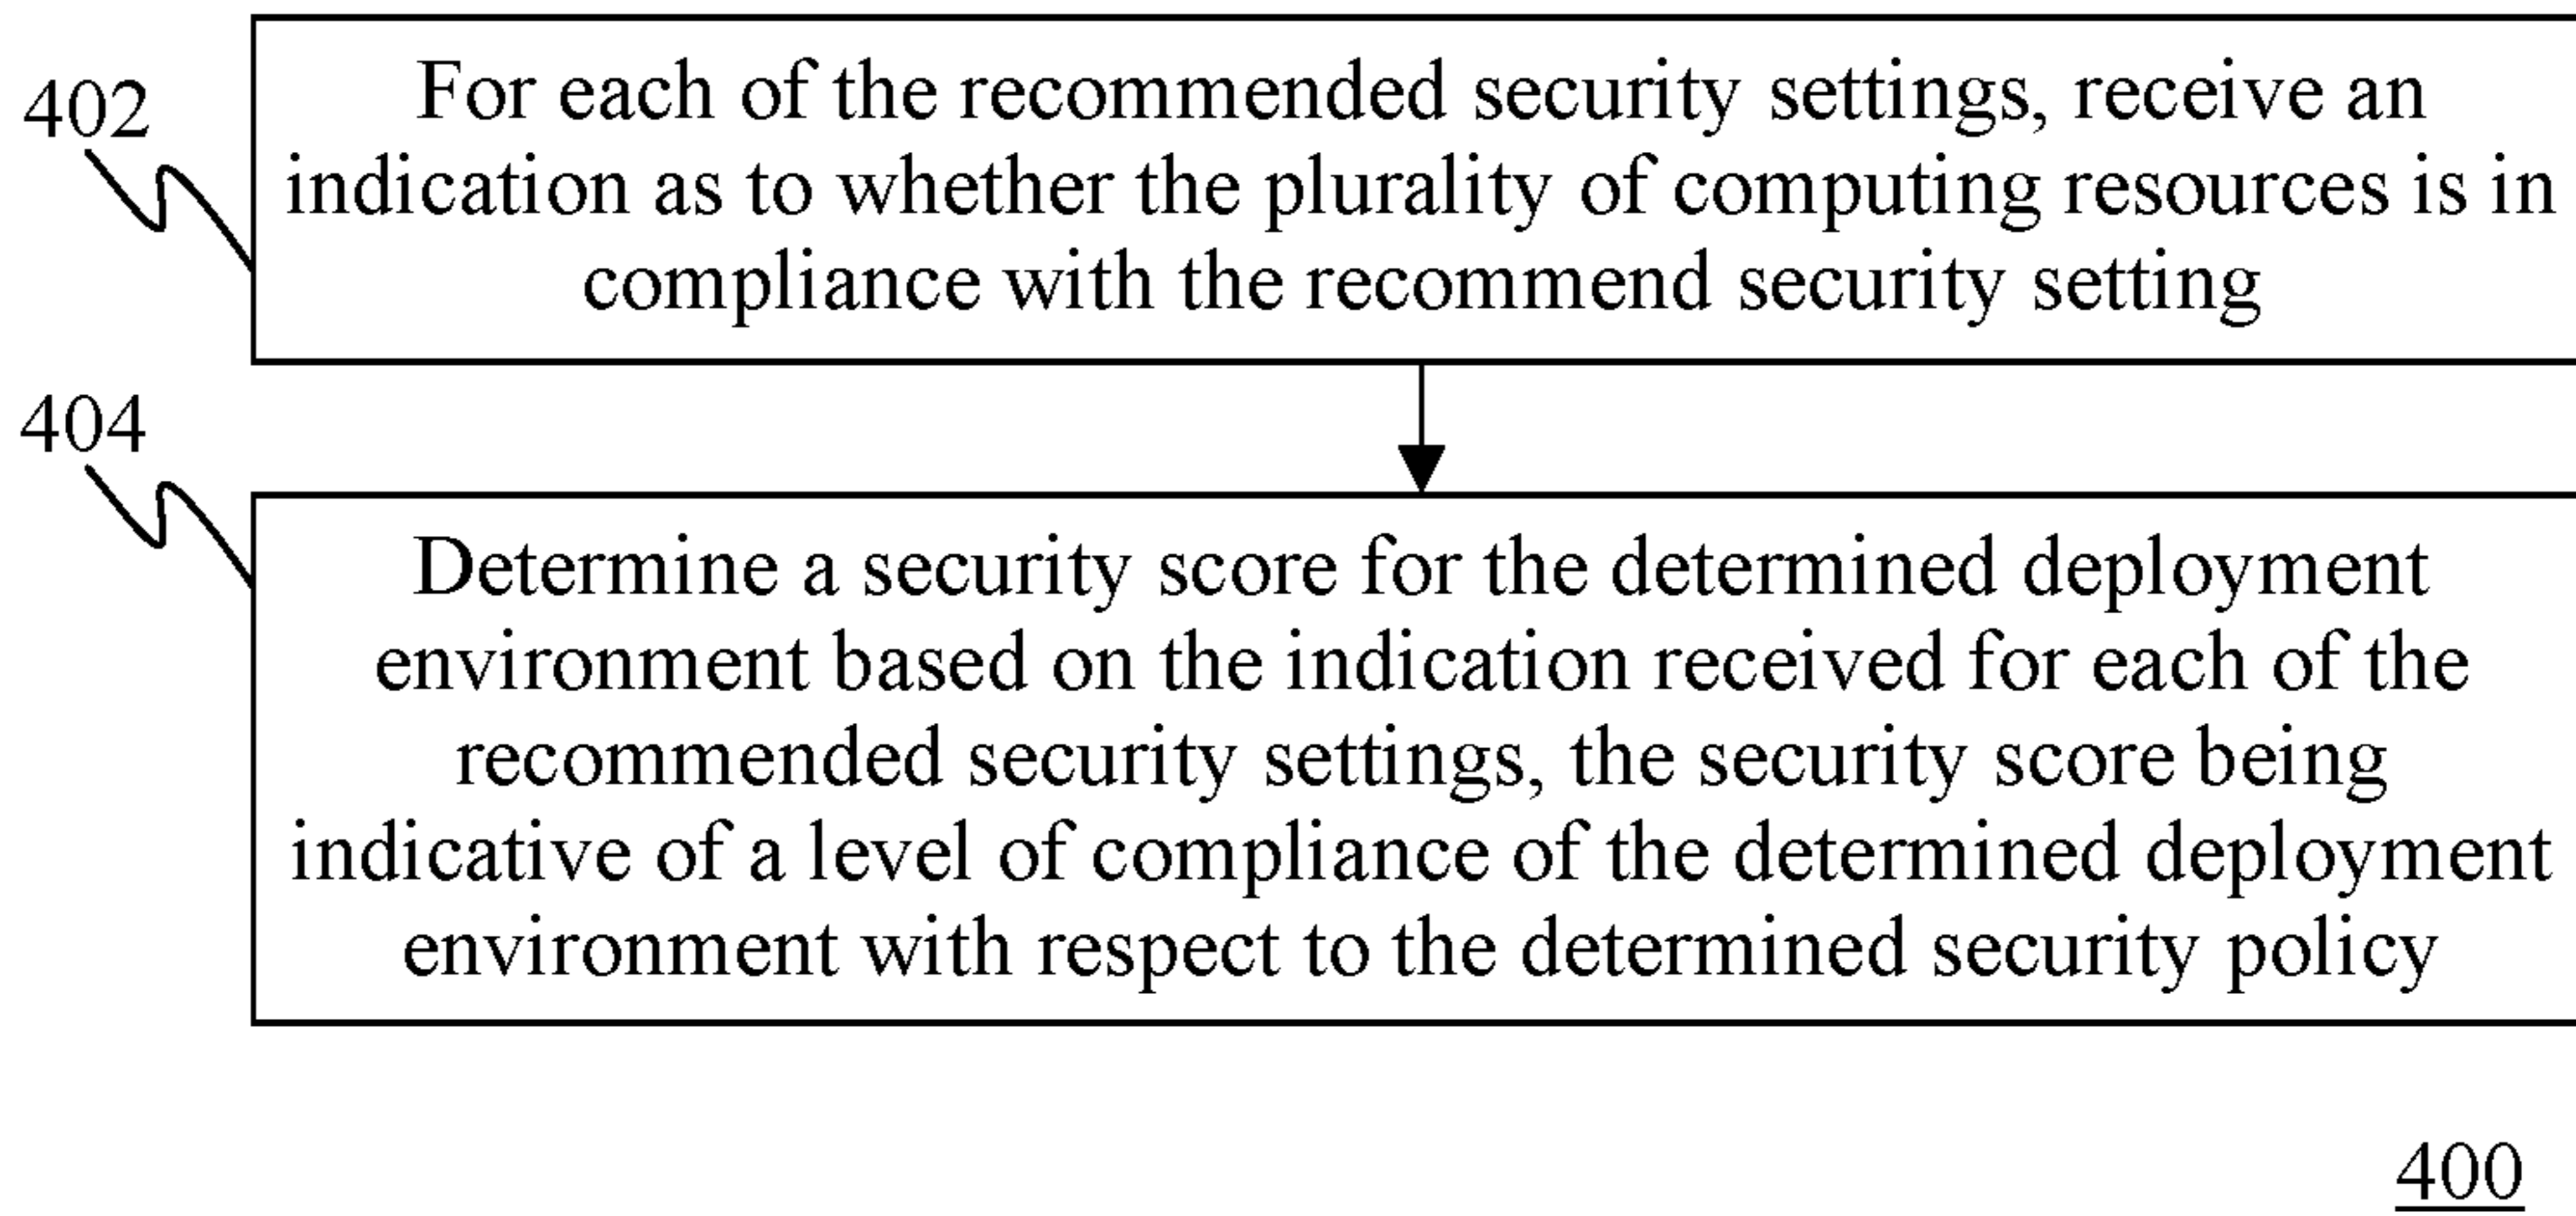 402
For each of the recommended security settings, receive an
indication as to whether the plurality of computing resources is in
compliance with the recommend security setting
404
Determine a security score for the determined deployment
environment based on the indication received for each of the
recommended security settings, the security score being
indicative of a level of compliance of the determined deployment
environment with respect to the determined security policy
400